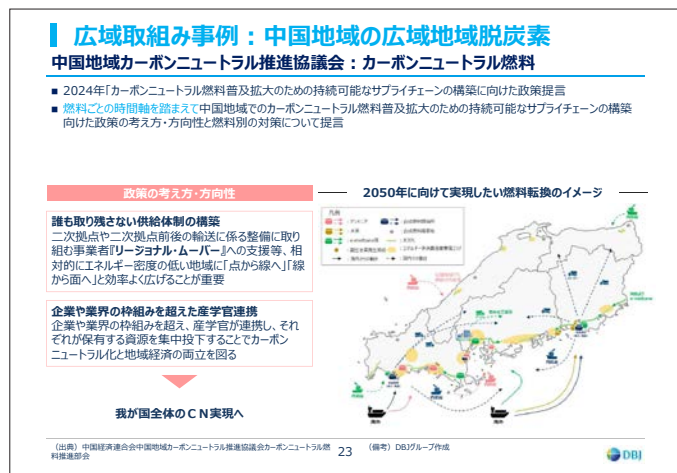 広域取組み事例：中国地域の広域地域脱炭素
中国地域カーボンニュートラル推進協議会：カーボンニュートラル燃料
■ 2024年「カーボンニュートラル燃料普及拡大のための持続可能なサプライチェーンの構築に向けた政策提言
■ 燃料ごとの時間軸を踏まえて中国地域でのカーボンニュートラル燃料普及拡大のための持続可能なサプライチェーンの構築
向けた政策の考え方・方向性と燃料別の対策について提言
政策の考え方・方向性
誰も取り残さない供給体制の構築
二次拠点や二次拠点前後の輸送に係る整備に取り
組む事業者『リージョナル・ムーバー』への支援等、相
対的にエネルギー密度の低い地域に「点から線へ」「線
から面へ」と効率よく広げることが重要
企業や業界の枠組みを超えた産学官連携
企業や業界の枠組みを超え、産学官が連携し、それ
ぞれが保有する資源を集中投下することでカーボン
ニュートラル化と地域経済の両立を図る
我が国全体のＣＮ実現へ
2050年に向けて実現したい燃料転換のイメージ
凡例
海外
海外
（出典）中国経済連合会中国地域カーボンニュートラル推進協議会カーボンニュートラル燃
料推進部会
23
（備考）DBJグループ作成
DBJ